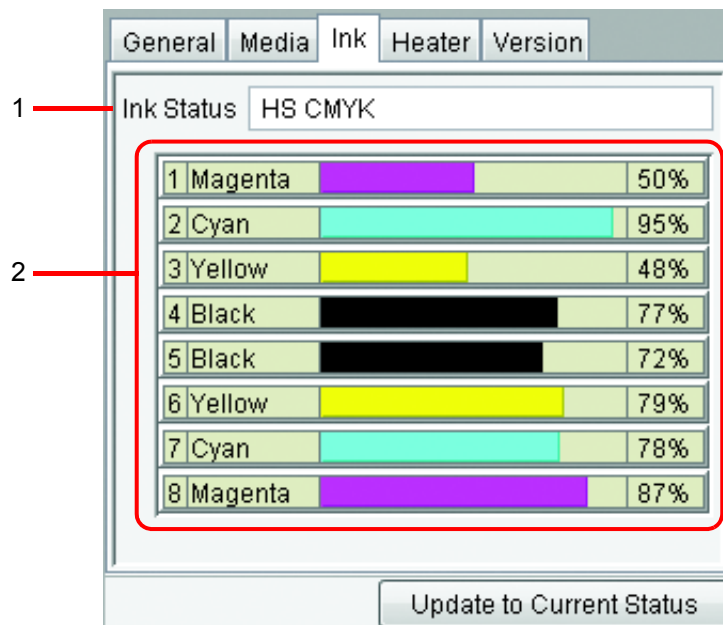 General Media Ink Heater Version
1 Ink Status HS CMYK
1 Magenta 50%
2 Cyan 95%
2 3 Yellow 48%
4 Black 77%
5 Black 72%
6 Yellow 79%
7 Cyan 78%
8 Magenta 87%
Update to Current Status